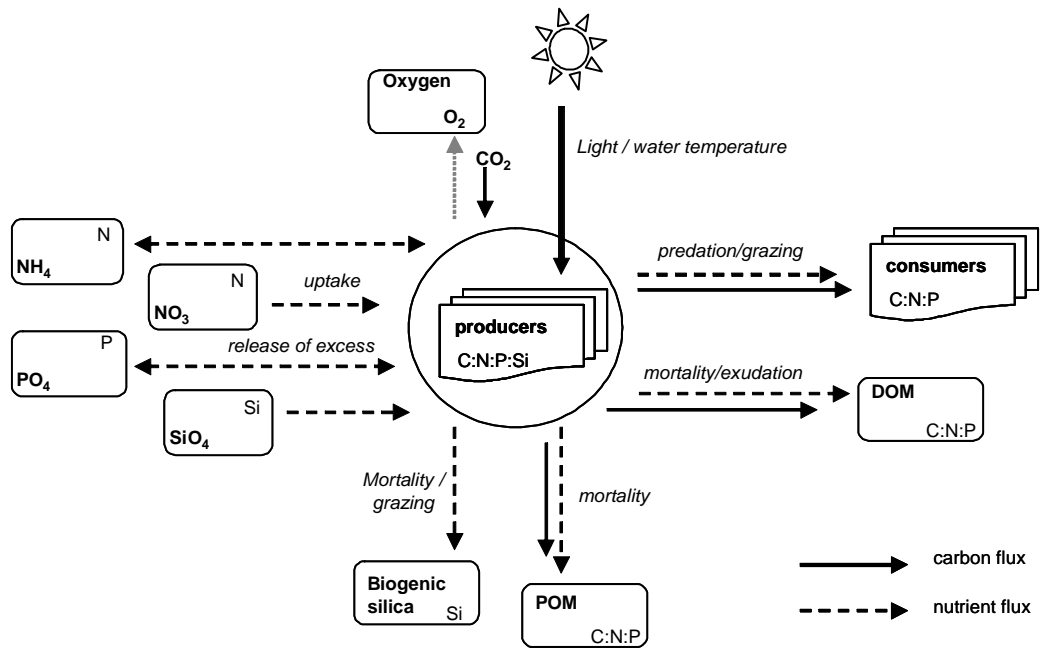 Oxygen
O₂
CO₂
Light / water temperature
N
NH₄
N
NO₃
uptake
P
PO₄
release of excess
Si
SiO₄
producers
C:N:P:Si
predation/grazing
consumers
C:N:P
mortality/exudation
DOM
C:N:P
Mortality /
grazing
mortality
Biogenic
silica
Si
POM
C:N:P
carbon flux
nutrient flux